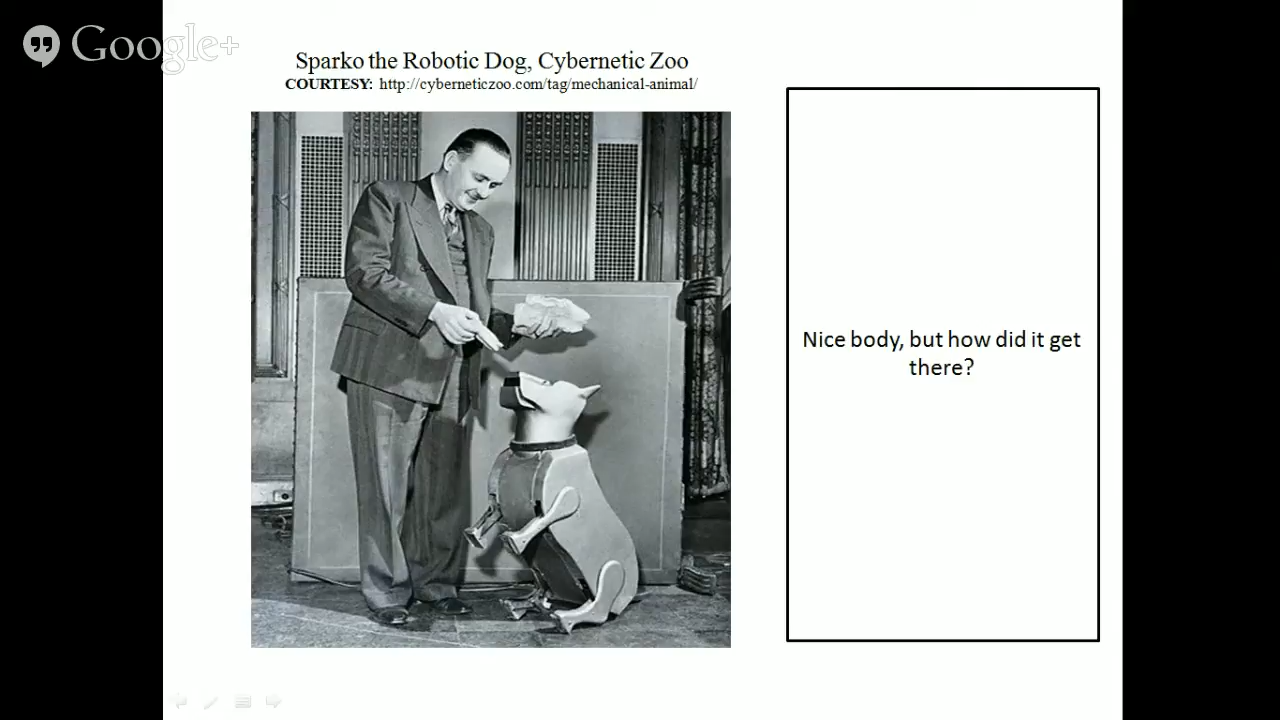 Google+
Sparko the Robotic Dog, Cybernetic Zoo
COURTESY: http://cyberneticzoo.com/tag/mechanical-animal/
Nice body, but how did it get
there?